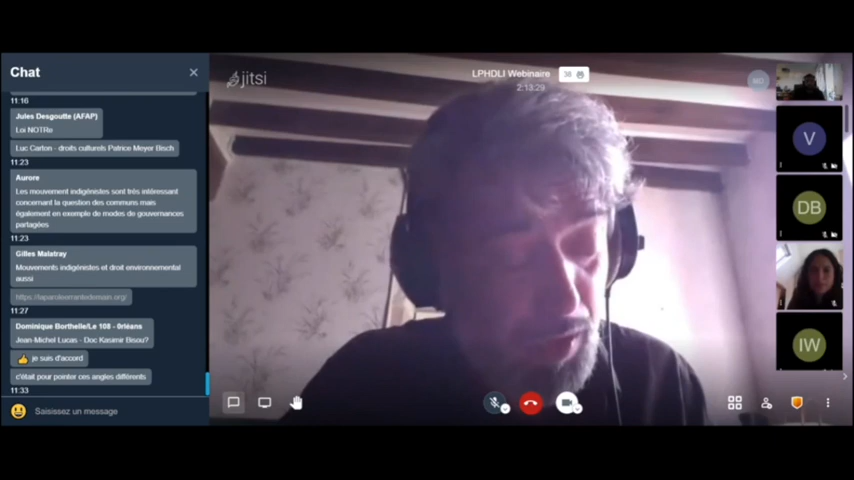 Chat
jitsi
LPHDLI Webinaire
38
2:13:29
11:16
Jules Desgoutte (AFAP)
Loi NOTRe
Luc Carton - droits culturels Patrice Meyer Bisch
11:23
Aurore
Les mouvement indigénistes sont très intéressant
concernant la question des communs mais
également en exemple de modes de gouvernances
partagées
11:23
Gilles Malatray
Mouvements indigénistes et droit environnemental
aussi
https://laparoleerrantedemain.org/
11:27
Dominique Borthelle/Le 108 - 0rléans
Jean-Michel Lucas - Doc Kasimir Bisou?
👍 je suis d'accord
c'était pour pointer ces angles différents
11:33
Saisissez un message
V
DB
IW